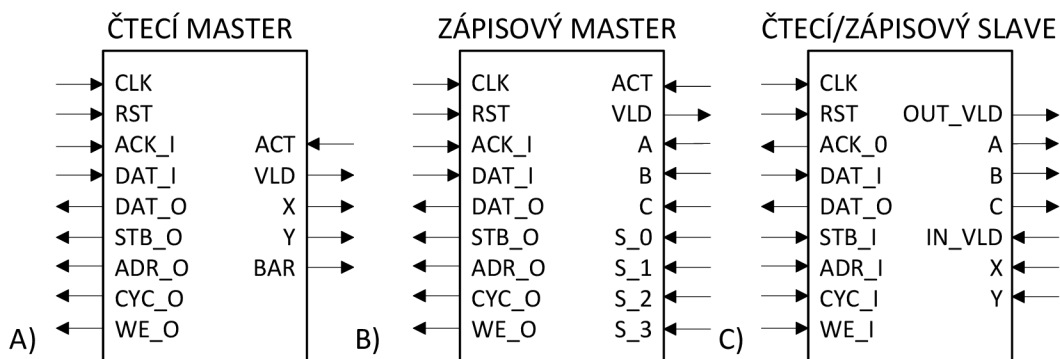 ČTECÍ MASTER
CLK
RST
ACK_I
DAT_I
DAT_O
STB_O
ADR_O
CYC_O
WE_O
ACT
VLD
X
Y
BAR
A)
ZÁPISOVÝ MASTER
CLK
RST
ACK_I
DAT_I
DAT_O
STB_O
ADR_O
CYC_O
WE_O
ACT
VLD
A
B
C
S_0
S_1
S_2
S_3
B)
ČTECÍ/ZÁPISOVÝ SLAVE
CLK
RST
ACK_0
DAT_I
DAT_O
STB_I
ADR_I
CYC_I
WE_I
OUT_VLD
A
B
C
IN_VLD
X
Y
C)